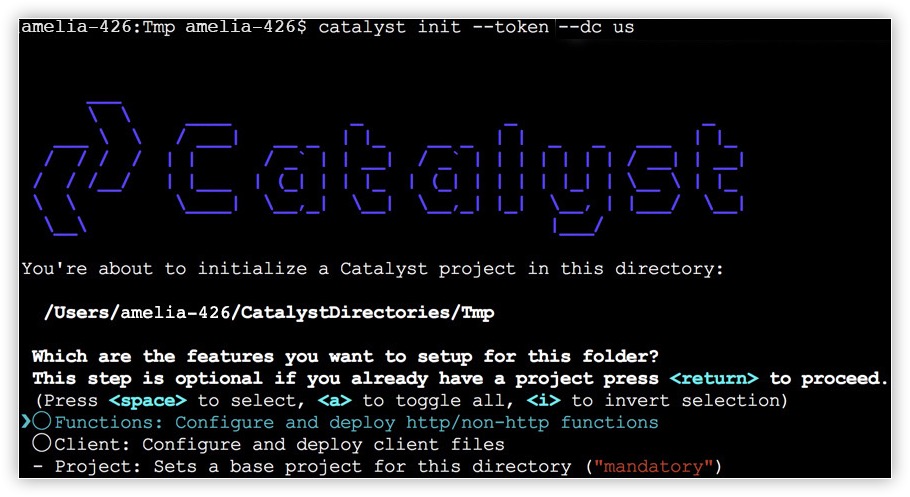 amelia-426:Tmp amelia-426$ catalyst init --token --dc us
Catalyst
You're about to initialize a Catalyst project in this directory:
/Users/amelia-426/CatalystDirectories/Tmp
Which are the features you want to setup for this folder?
This step is optional if you already have a project press <return> to proceed.
(Press <space> to select, <a> to toggle all, <i> to invert selection)
❯◯Functions: Configure and deploy http/non-http functions
◯Client: Configure and deploy client files
- Project: Sets a base project for this directory ("mandatory")